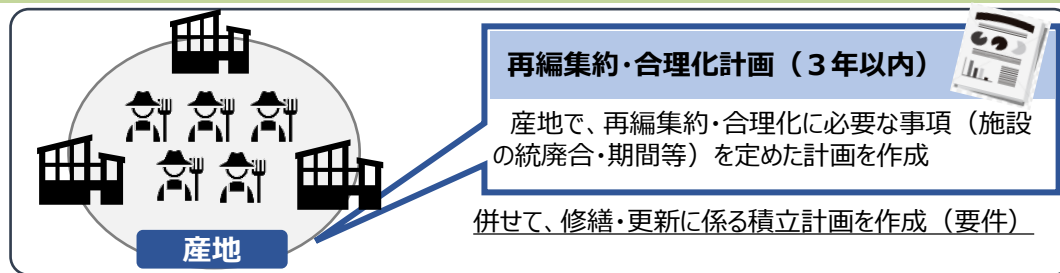 再編集約・合理化計画（３年以内）
産地で、再編集約・合理化に必要な事項（施設
の統廃合・期間等）を定めた計画を作成
併せて、修繕・更新に係る積立計画を作成（要件）
産地